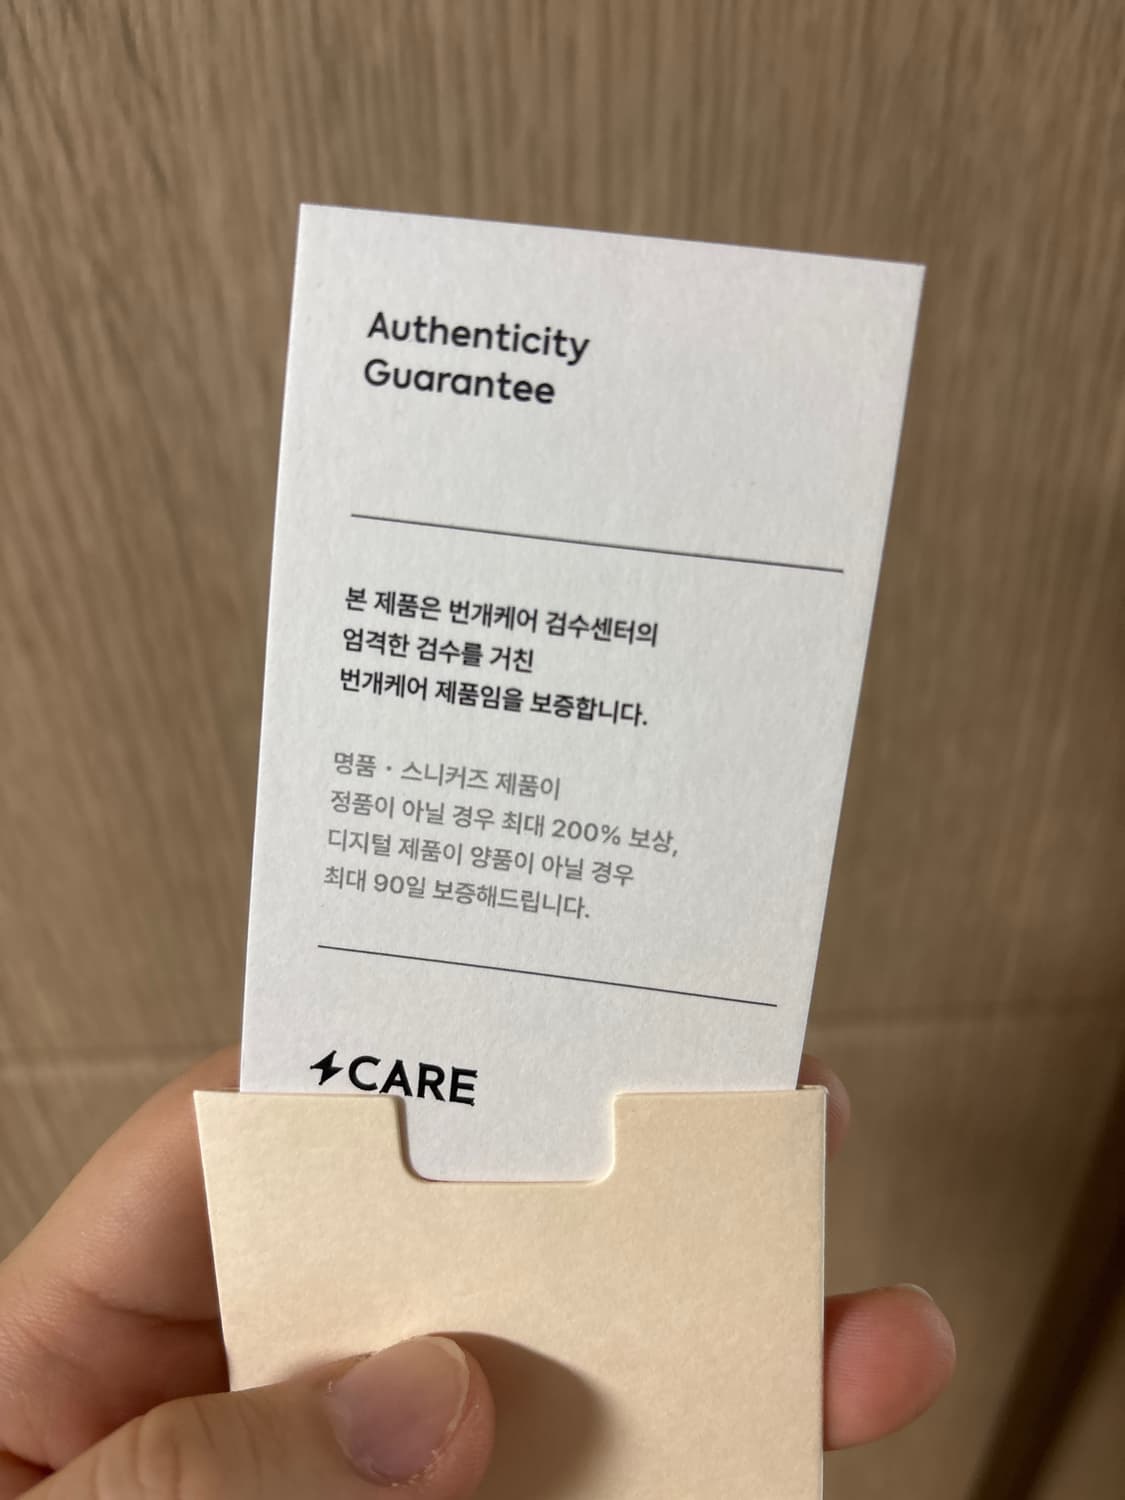 Authenticity
Guarantee
본 제품은 번개케어 검수센터의
엄격한 검수를 거친
번개케어 제품임을 보증합니다.
명품 · 스니커즈 제품이
정품이 아닐 경우 최대 200% 보상,
디지털 제품이 양품이 아닐 경우
최대 90일 보증해드립니다.
CARE